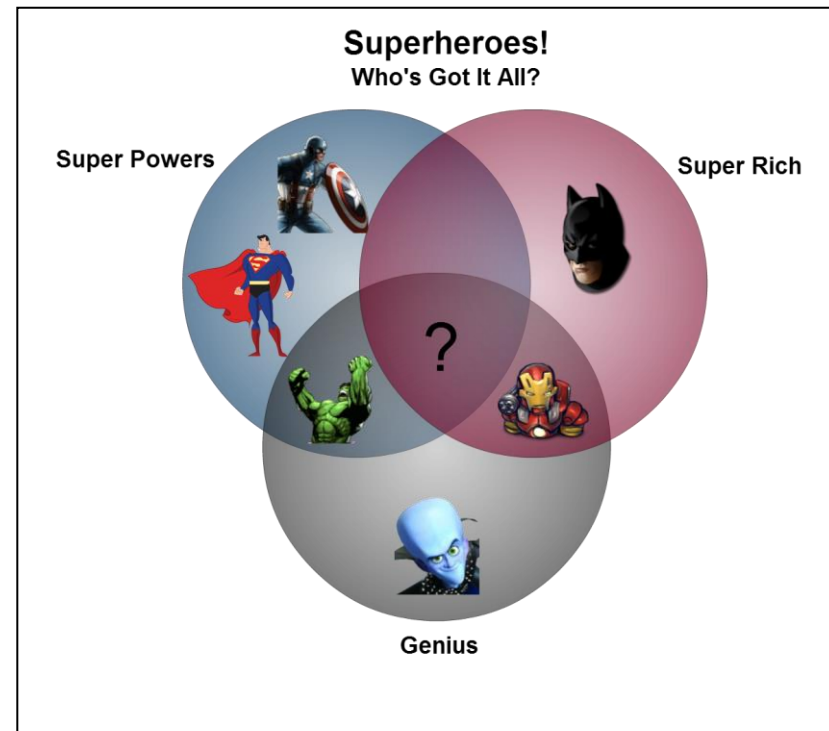 Superheroes!
Who's Got It All?
Super Powers
Super Rich
?
Genius